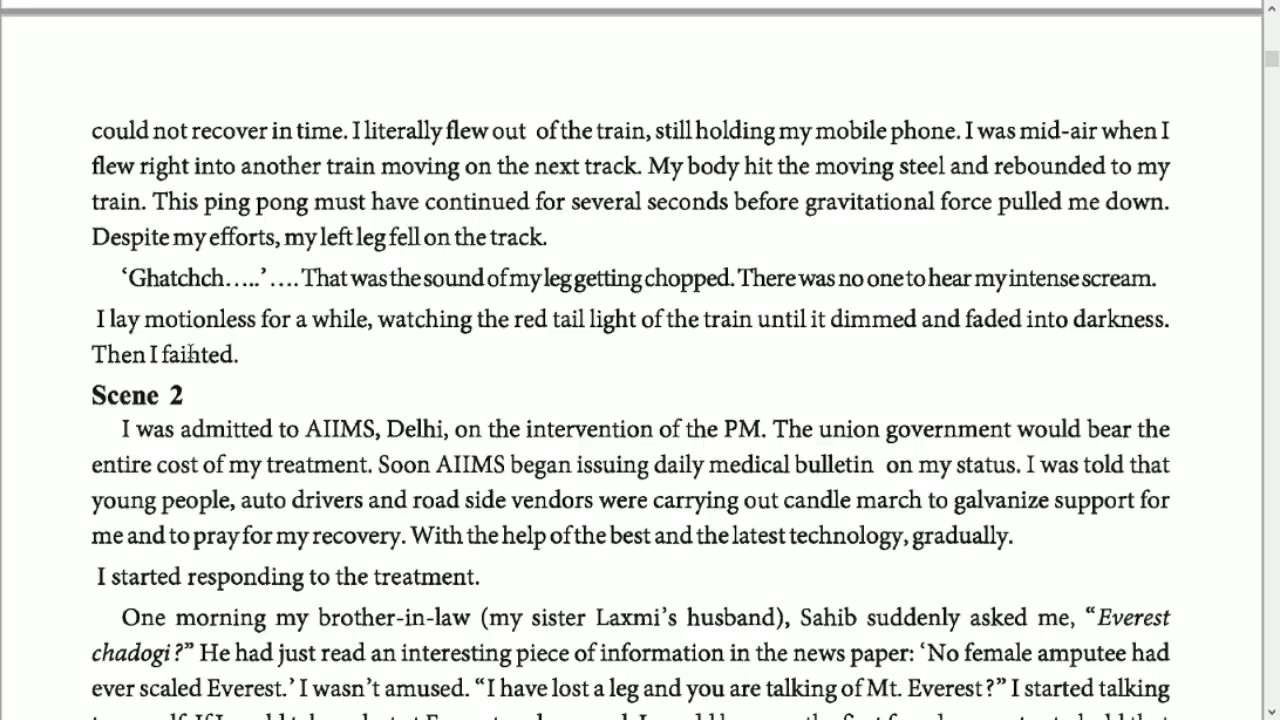 could not recover in time. I literally flew out of the train, still holding my mobile phone. I was mid-air when I
flew right into another train moving on the next track. My body hit the moving steel and rebounded to my
train. This ping pong must have continued for several seconds before gravitational force pulled me down.
Despite my efforts, my left leg fell on the track.
‘Ghatchch…..’…. That was the sound of my leg getting chopped. There was no one to hear my intense scream.
I lay motionless for a while, watching the red tail light of the train until it dimmed and faded into darkness.
Then I fainted.
Scene 2
I was admitted to AIIMS, Delhi, on the intervention of the PM. The union government would bear the
entire cost of my treatment. Soon AIIMS began issuing daily medical bulletin on my status. I was told that
young people, auto drivers and road side vendors were carrying out candle march to galvanize support for
me and to pray for my recovery. With the help of the best and the latest technology, gradually.
I started responding to the treatment.
One morning my brother-in-law (my sister Laxmi’s husband), Sahib suddenly asked me, “Everest
chadogi?” He had just read an interesting piece of information in the news paper: ‘No female amputee had
ever scaled Everest.’ I wasn’t amused. “I have lost a leg and you are talking of Mt. Everest?” I started talking